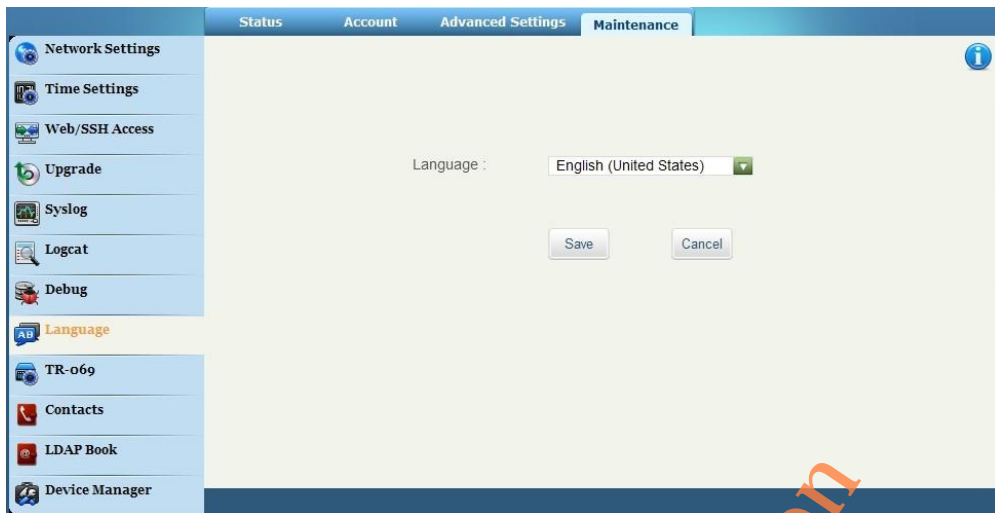 Status Account Advanced Settings Maintenance
Network Settings
Time Settings
Web/SSH Access
Upgrade
Syslog
Logcat
Debug
Language
TR-069
Contacts
LDAP Book
Device Manager
Language : English (United States)
Save Cancel
on